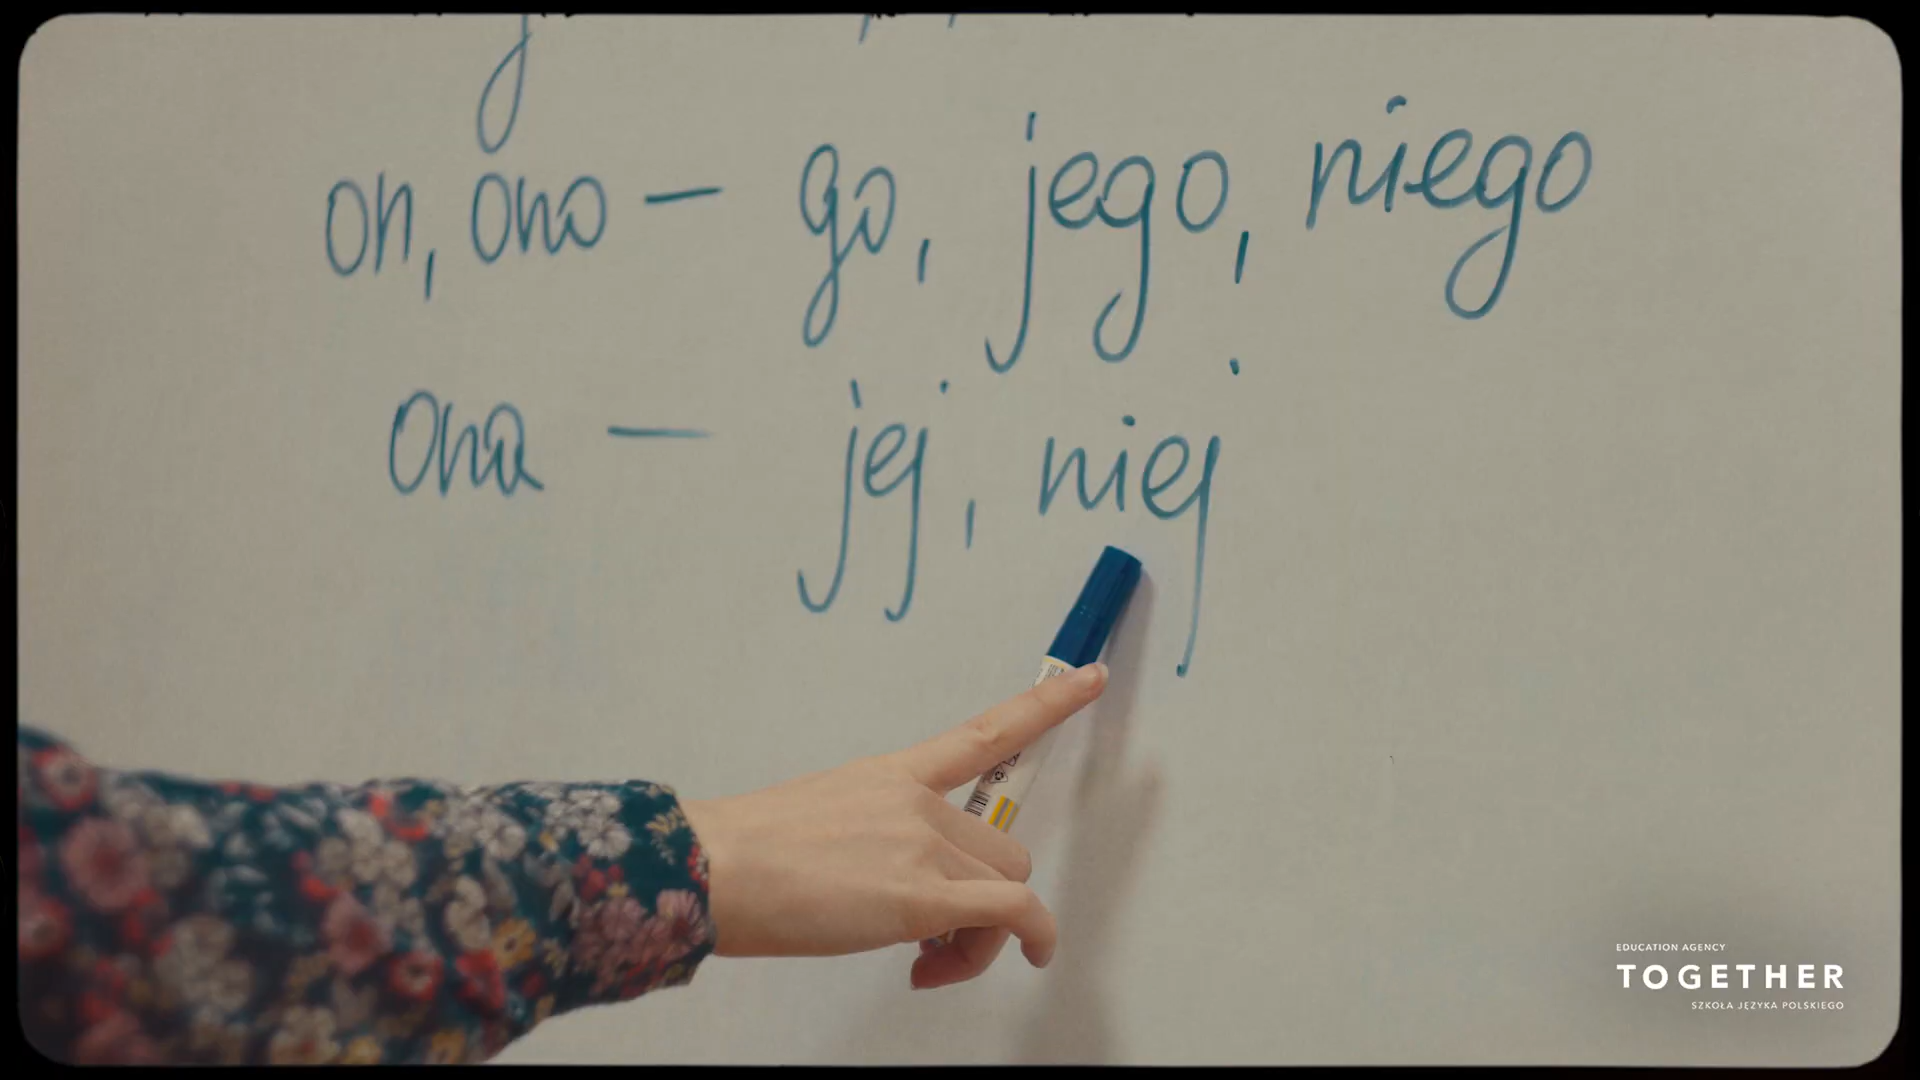 on, ono – go, jego, niego
ona – jej, niej
EDUCATION AGENCY
TOGETHER
SZKOŁA JĘZYKA POLSKIEGO